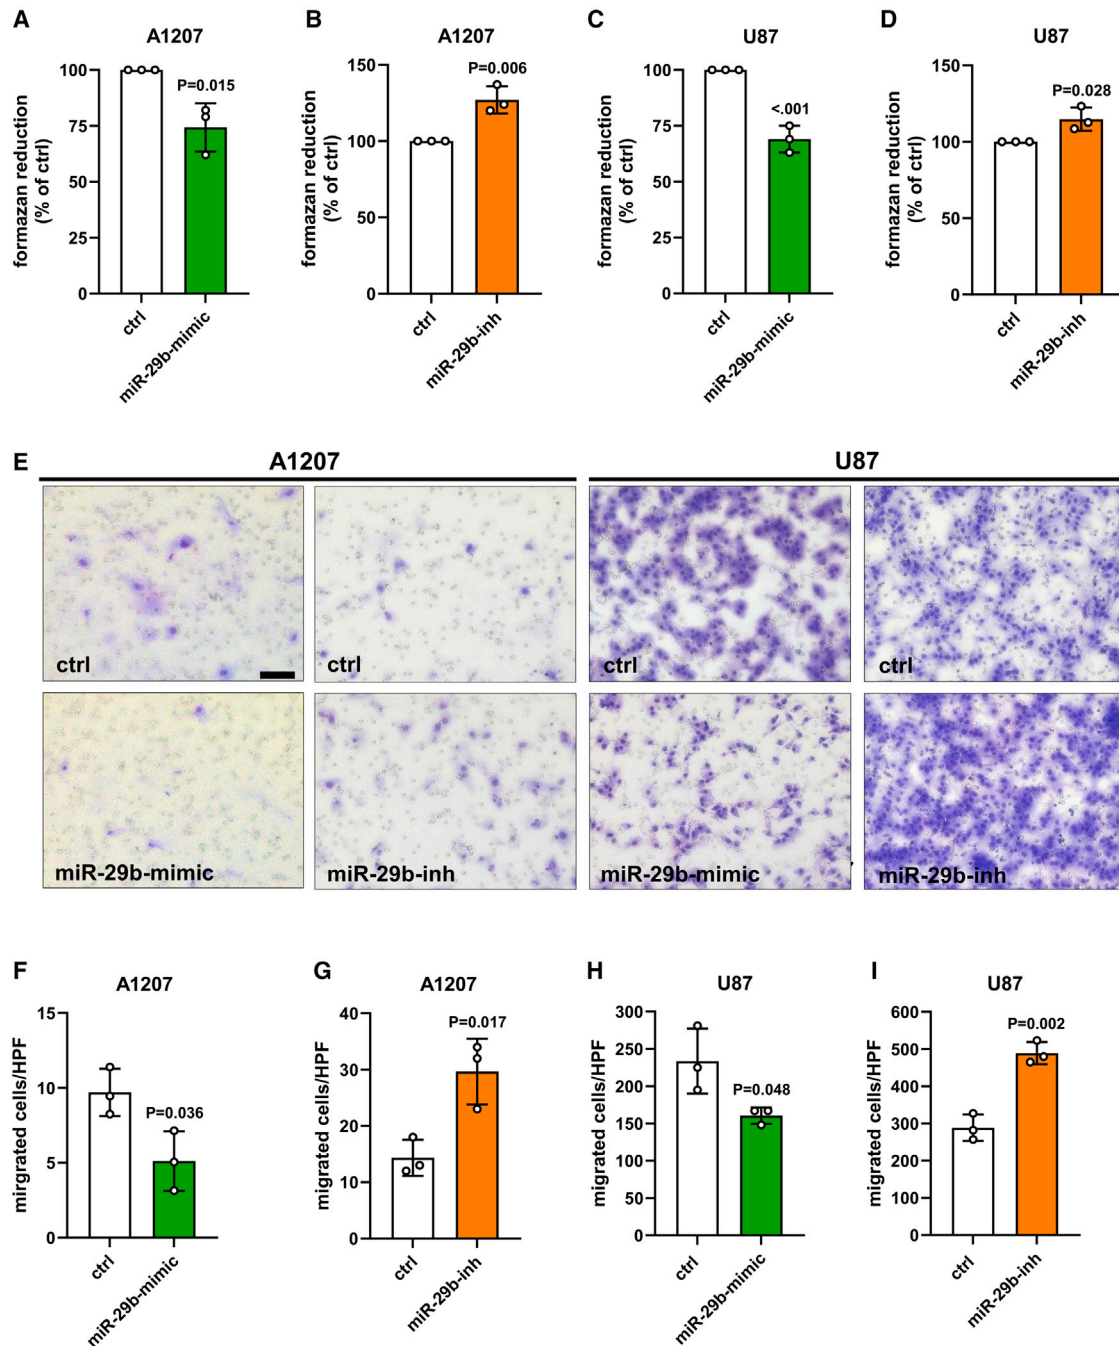 A
A1207
formazan reduction
(% of ctrl)
100
75
50
25
0
P=0.015
ctrl
miR-29b-mimic
B
A1207
formazan reduction
(% of ctrl)
150
100
50
0
P=0.006
ctrl
miR-29b-inh
C
U87
formazan reduction
(% of ctrl)
100
75
50
25
0
<.001
ctrl
miR-29b-mimic
D
U87
formazan reduction
(% of ctrl)
150
100
50
0
P=0.028
ctrl
miR-29b-inh
E
A1207
U87
ctrl
ctrl
ctrl
ctrl
miR-29b-mimic
miR-29b-inh
miR-29b-mimic
miR-29b-inh
F
A1207
mirgrated cells/HPF
15
10
5
0
P=0.036
ctrl
miR-29b-mimic
G
A1207
migrated cells/HPF
40
30
20
10
0
P=0.017
ctrl
miR-29b-inh
H
U87
migrated cells/HPF
300
250
200
150
100
50
0
P=0.048
ctrl
miR-29b-mimic
I
U87
migrated cells/HPF
600
500
400
300
200
100
0
P=0.002
ctrl
miR-29b-inh